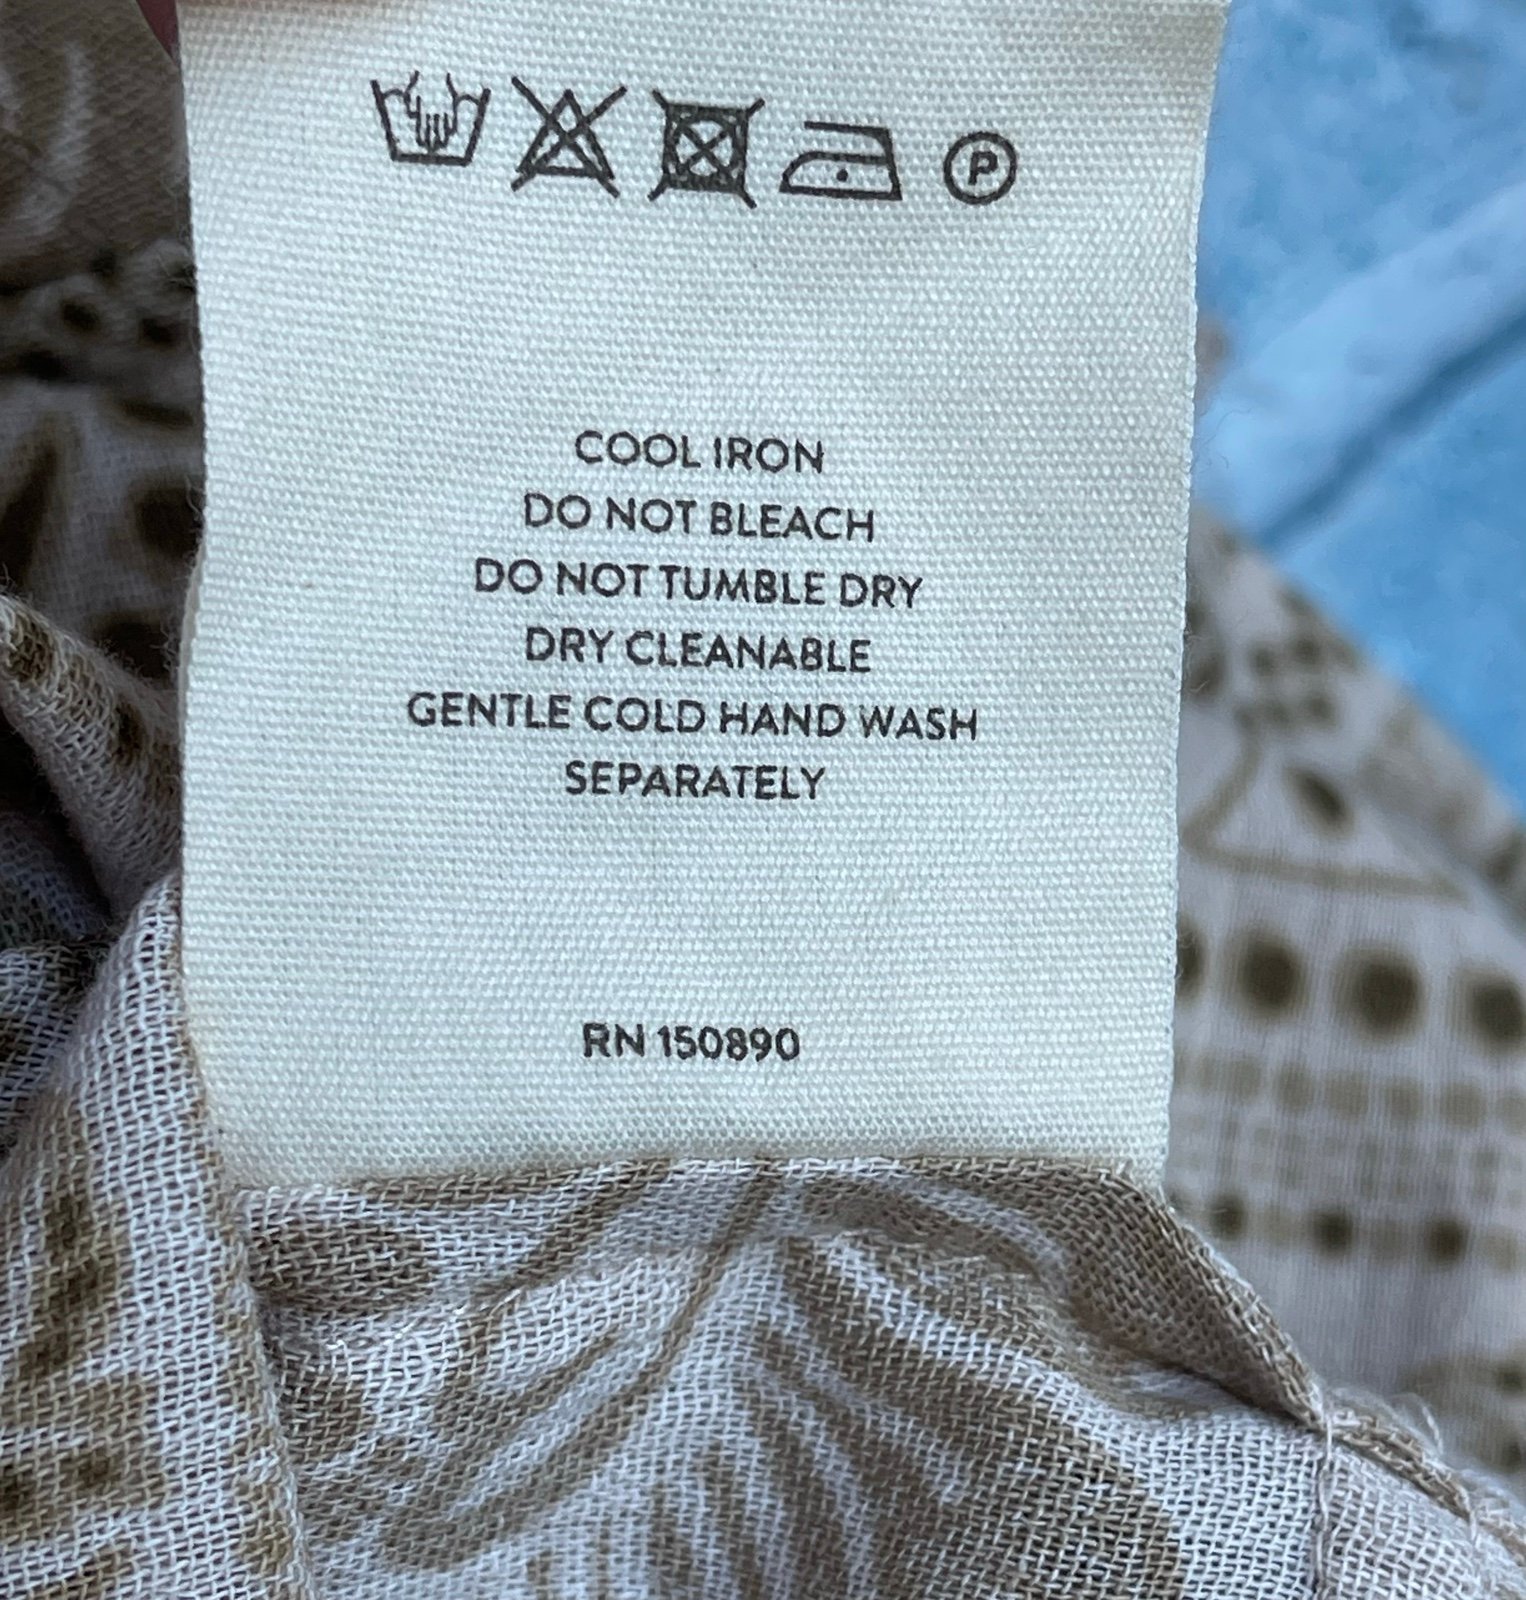 P
COOL IRON
DO NOT BLEACH
DO NOT TUMBLE DRY
DRY CLEANABLE
GENTLE COLD HAND WASH
SEPARATELY
RN 150890